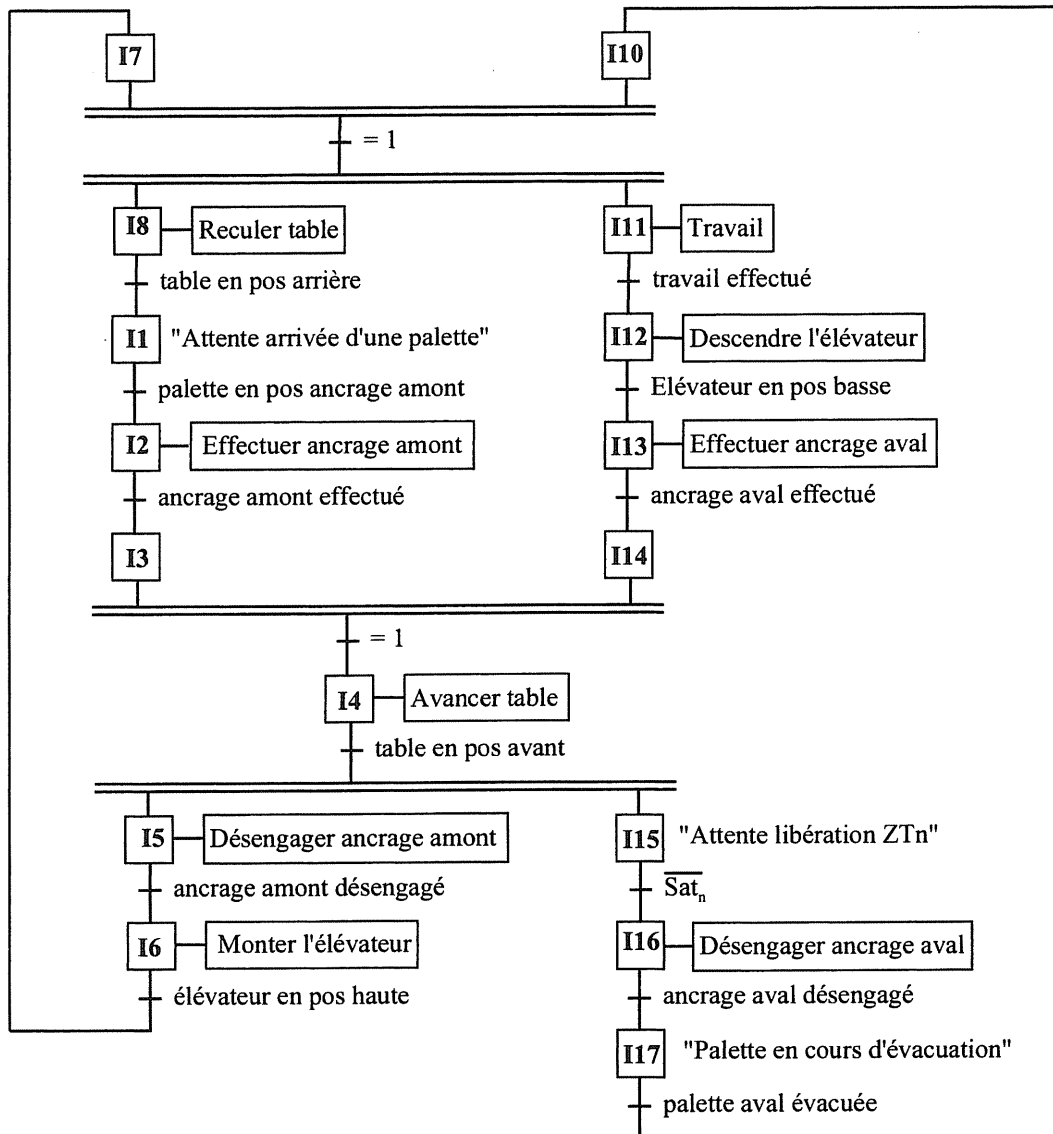 I7
I10
= 1
I8
Reculer table
I11
Travail
table en pos arrière
travail effectué
I1
"Attente arrivée d'une palette"
I12
Descendre l'élévateur
palette en pos ancrage amont
Elévateur en pos basse
I2
Effectuer ancrage amont
I13
Effectuer ancrage aval
ancrage amont effectué
ancrage aval effectué
I3
I14
= 1
I4
Avancer table
table en pos avant
I5
Désengager ancrage amont
I15
"Attente libération ZTn"
ancrage amont désengagé
S̅a̅t̅ₙ
I6
Monter l'élévateur
I16
Désengager ancrage aval
élévateur en pos haute
ancrage aval désengagé
I17
"Palette en cours d'évacuation"
palette aval évacuée